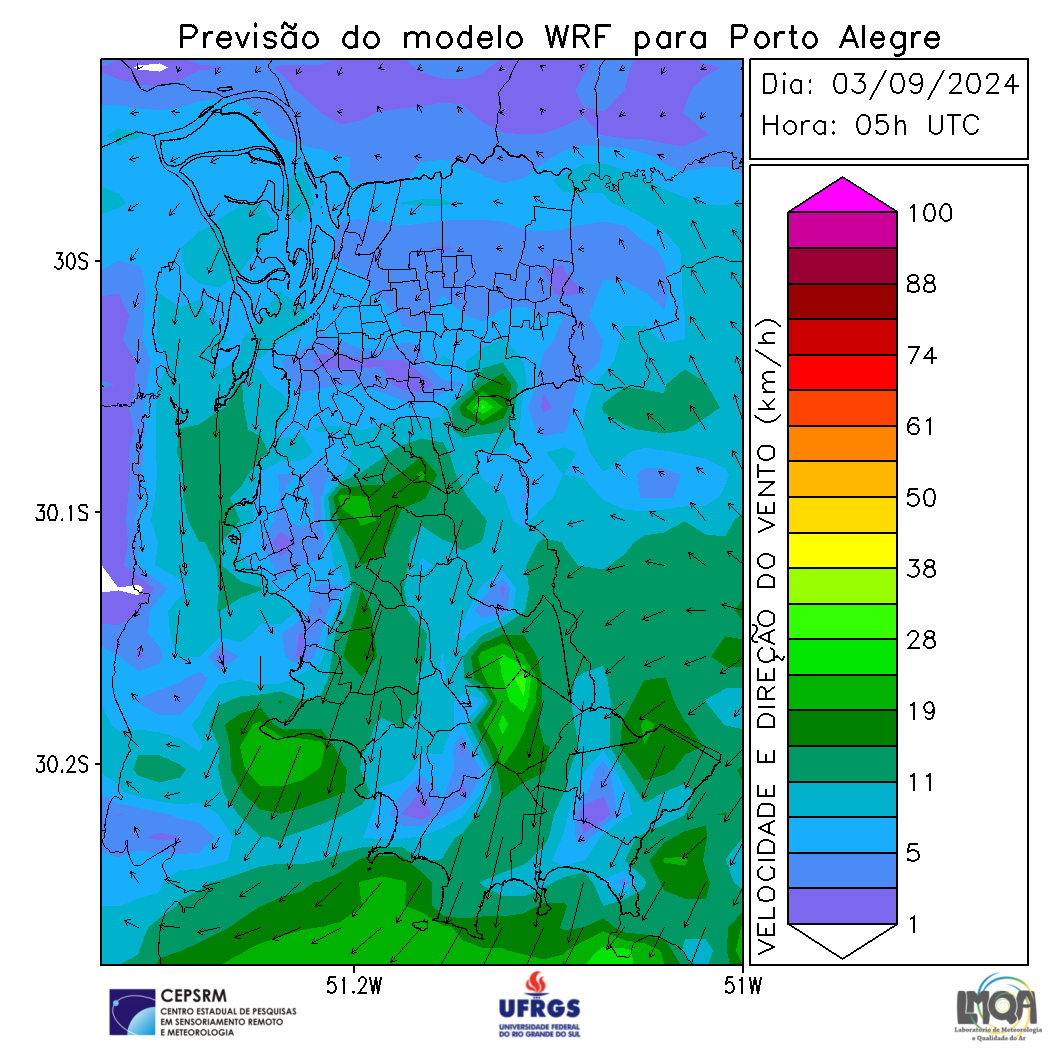 Previsão do modelo WRF para Porto Alegre
Dia: 03/09/2024
Hora: 05h UTC
30S
30.1S
30.2S
51.2W
51W
VELOCIDADE E DIREÇÃO DO VENTO (km/h)
100
88
74
61
50
38
28
19
11
5
1
CEPSRM
CENTRO ESTADUAL DE PESQUISAS
EM SENSORIAMENTO REMOTO
E METEOROLOGIA
UFRGS
UNIVERSIDADE FEDERAL
DO RIO GRANDE DO SUL
LMQA
Laboratório de Meteorologia
e Qualidade do Ar